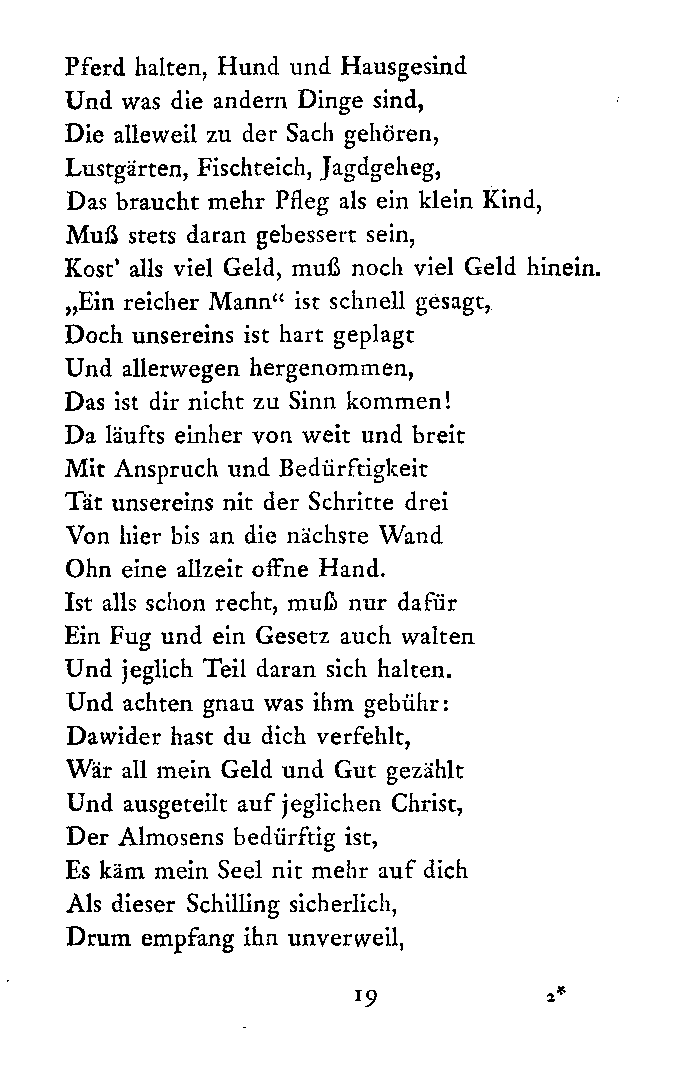 Pferd halten, Hund und Hausgesind
Und was die andern Dinge sind,
Die alleweil zu der Sach gehören,
Lustgärten, Fischteich, Jagdgeheg,
Das braucht mehr Pfleg als ein klein Kind,
Muß stets daran gebessert sein,
Kost' alls viel Geld, muß noch viel Geld hinein.
„Ein reicher Mann“ ist schnell gesagt,
Doch unsereins ist hart geplagt
Und allerwegen hergenommen,
Das ist dir nicht zu Sinn kommen!
Da läufts einher von weit und breit
Mit Anspruch und Bedürftigkeit
Tät unsereins nit der Schritte drei
Von hier bis an die nächste Wand
Ohn eine allzeit offne Hand.
Ist alls schon recht, muß nur dafür
Ein Fug und ein Gesetz auch walten
Und jeglich Teil daran sich halten.
Und achten gnau was ihm gebühr:
Dawider hast du dich verfehlt,
Wär all mein Geld und Gut gezählt
Und ausgeteilt auf jeglichen Christ,
Der Almosens bedürftig ist,
Es käm mein Seel nit mehr auf dich
Als dieser Schilling sicherlich,
Drum empfang ihn unverweil,
19 2*